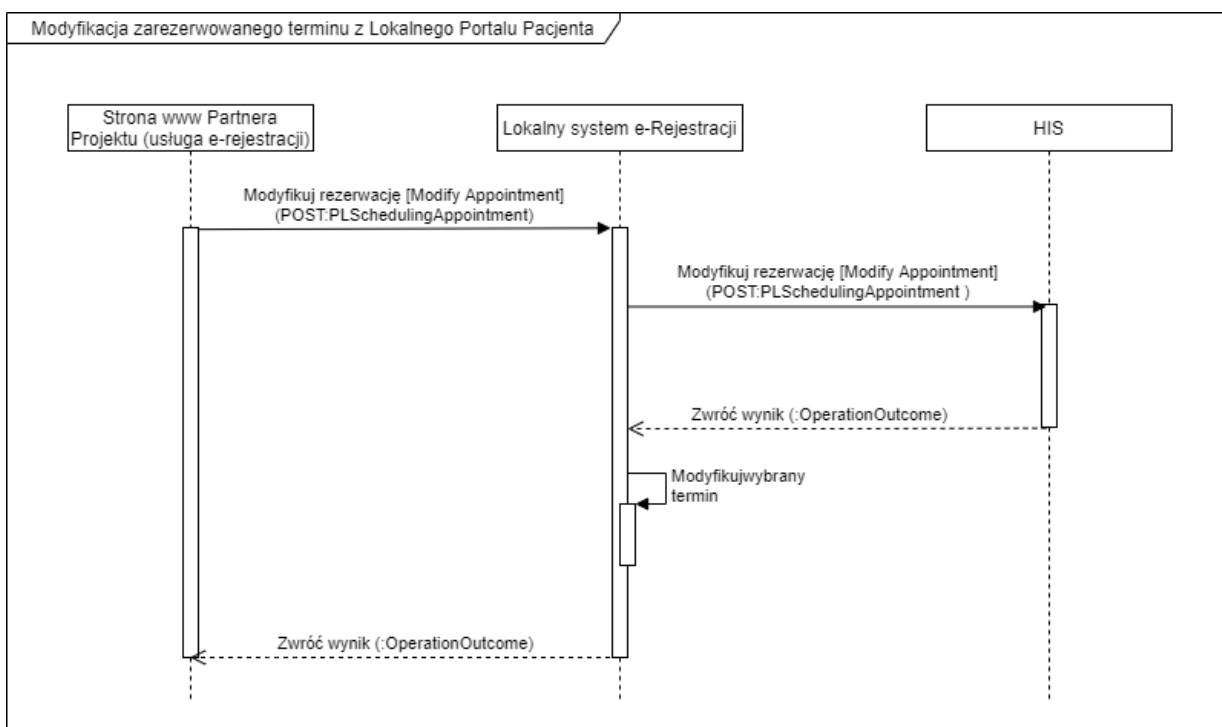 Modyfikacja zarezerwowanego terminu z Lokalnego Portalu Pacjenta
Strona www Partnera
Projektu (usługa e-rejestracji)
Lokalny system e-Rejestracji
HIS
Modyfikuj rezerwację [Modify Appointment]
(POST:PLSchedulingAppointment)
Modyfikuj rezerwację [Modify Appointment]
(POST:PLSchedulingAppointment )
Zwróć wynik (:OperationOutcome)
Modyfikujwybrany
termin
Zwróć wynik (:OperationOutcome)